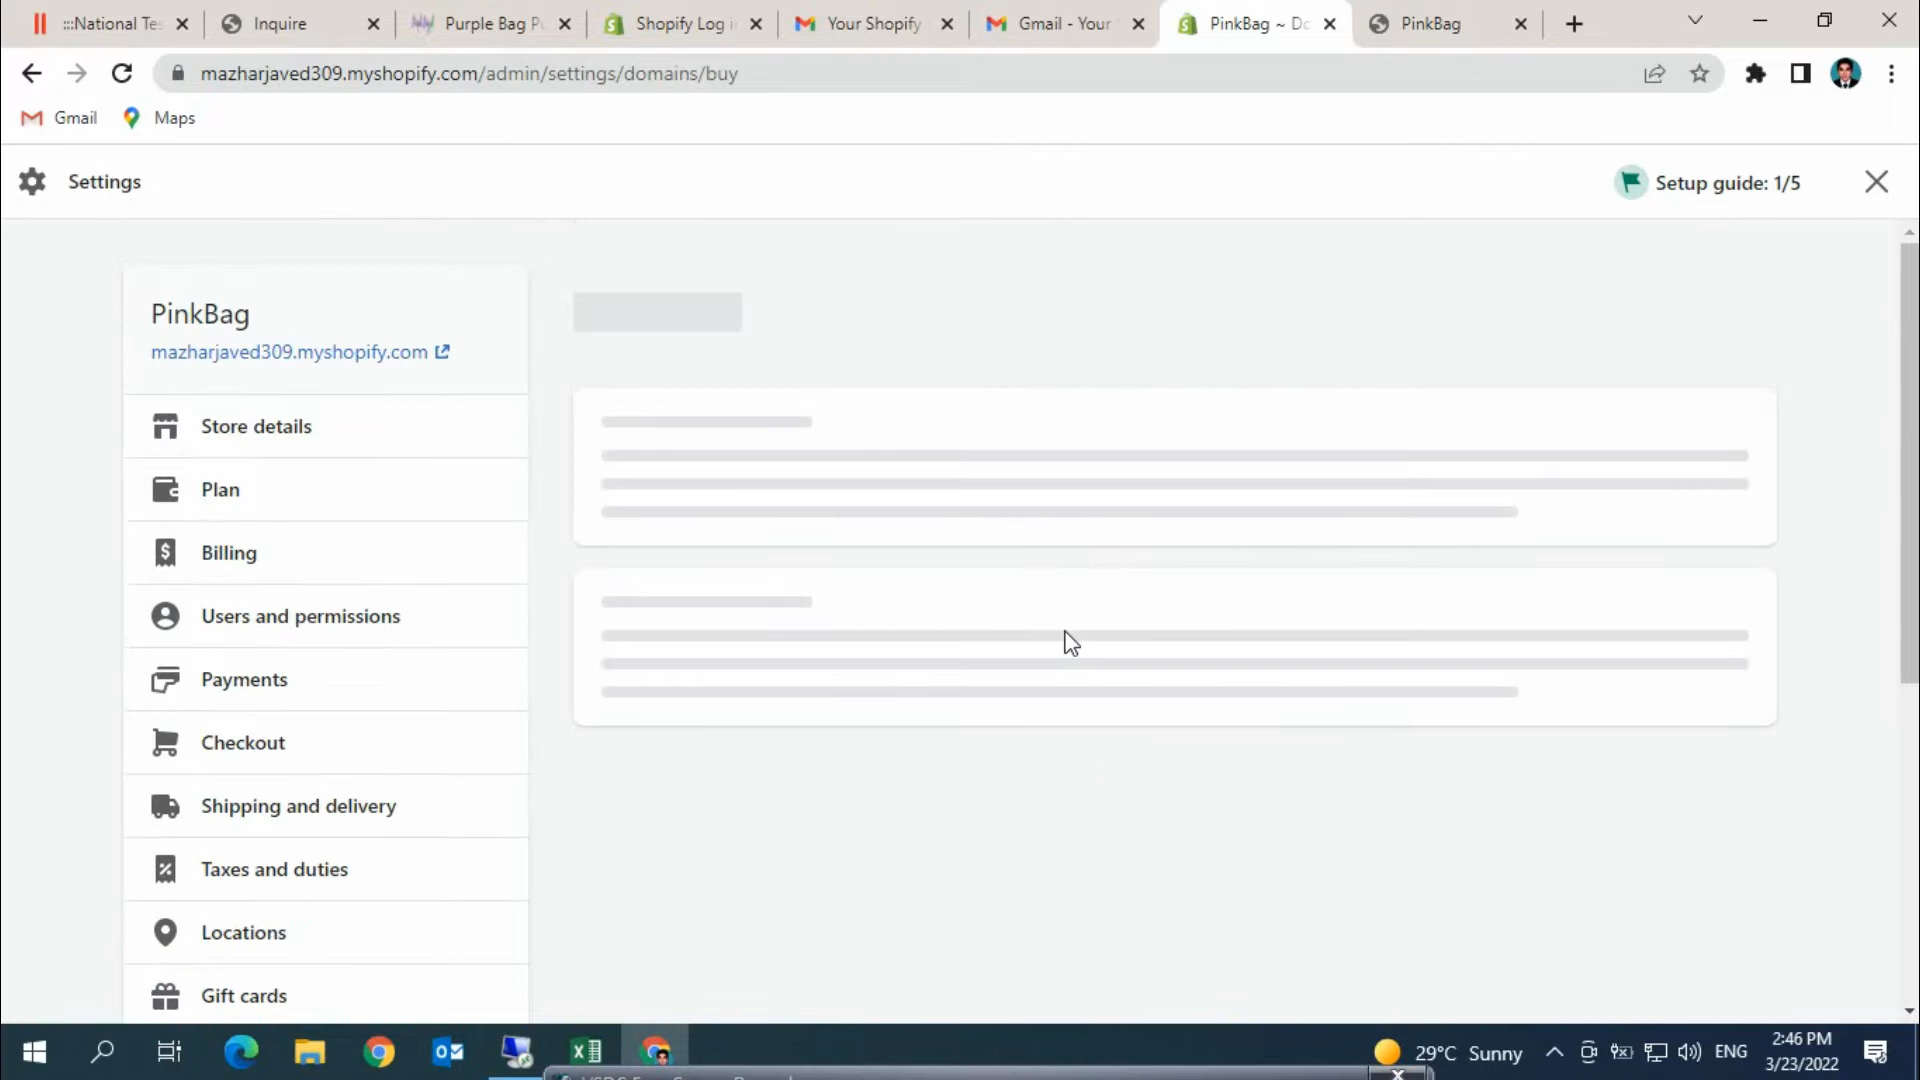 :::National Tes
Inquire
Purple Bag P
Shopify Log i
Your Shopify
Gmail - Your
PinkBag ~ Do
PinkBag
mazharjaved309.myshopify.com/admin/settings/domains/buy
Gmail
Maps
Settings
Setup guide: 1/5
PinkBag
mazharjaved309.myshopify.com
Store details
Plan
Billing
Users and permissions
Payments
Checkout
Shipping and delivery
Taxes and duties
Locations
Gift cards
29°C Sunny
ENG
2:46 PM
3/23/2022